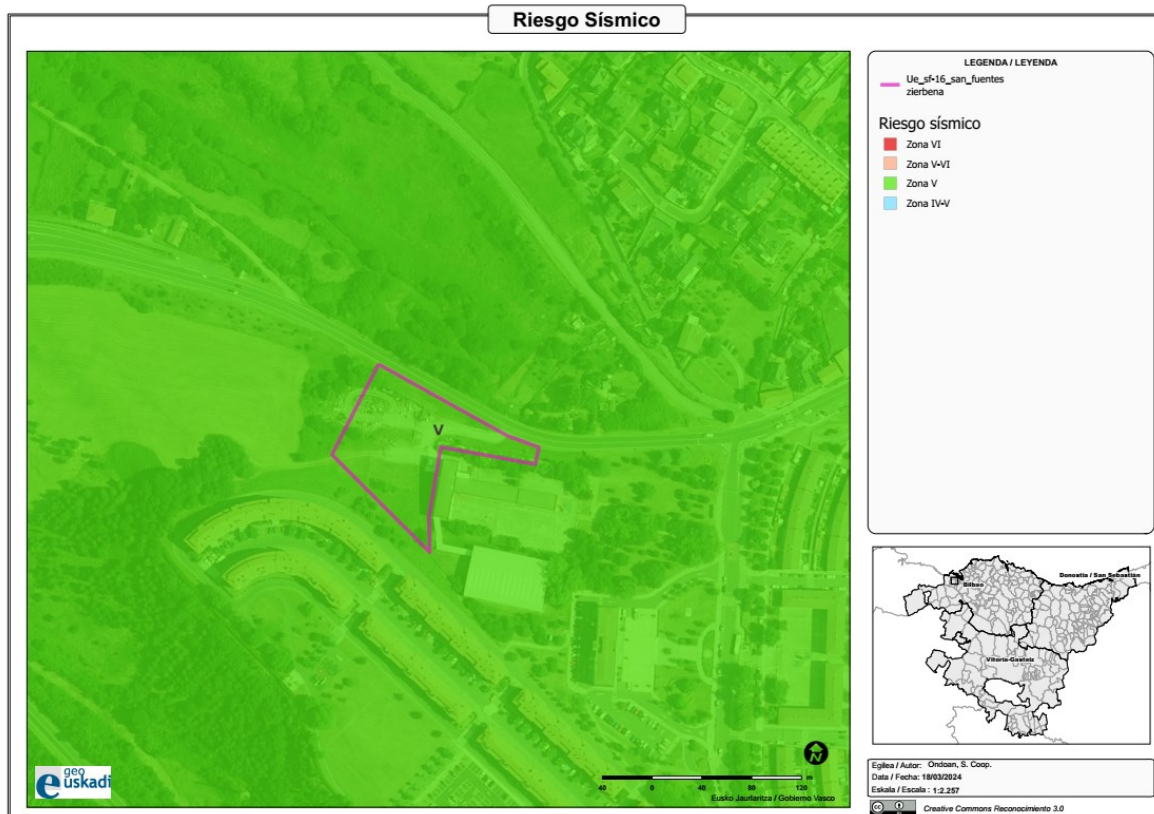 Riesgo Sísmico
LEGENDA / LEYENDA
Ue_sf-16_san_fuentes
zierbena
Riesgo sísmico
Zona VI
Zona V-VI
Zona V
Zona IV-V
V
Bilbao
Donostia / San Sebastián
Vitoria-Gasteiz
N
40 0 40 80 120 m
Eusko Jaurlaritza / Gobierno Vasco
geo
euskadi
Egilea / Autor: Ondoan, S. Coop.
Data / Fecha: 18/03/2024
Eskala / Escala : 1:2.257
cc Creative Commons Reconocimiento 3.0